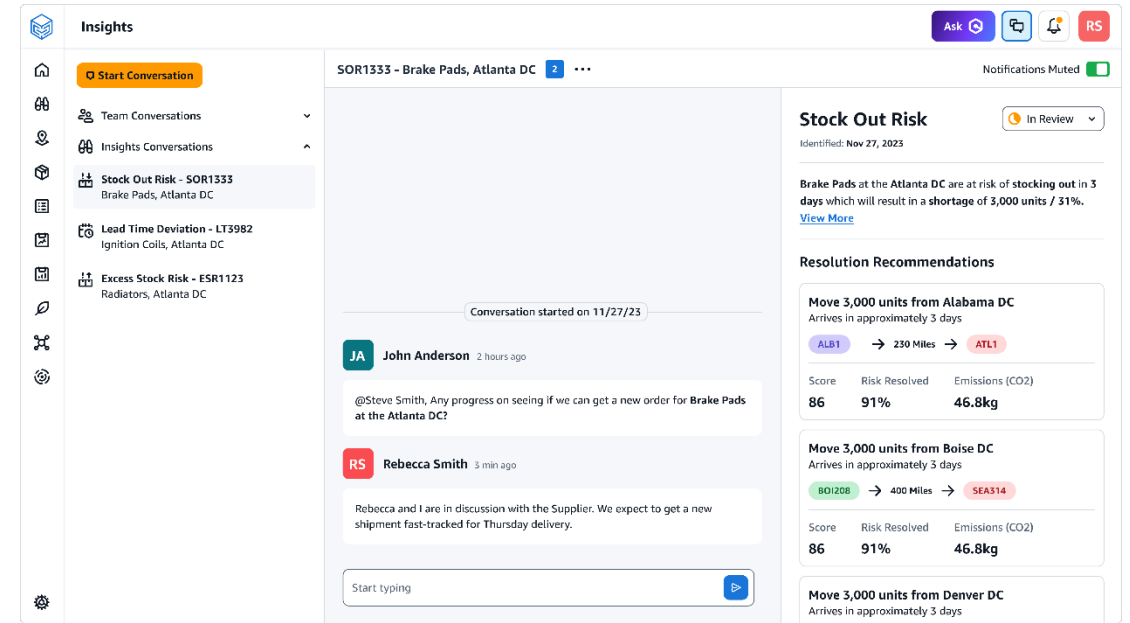 Insights
Ask
RS
Start Conversation
Team Conversations
Insights Conversations
Stock Out Risk - SOR1333
Brake Pads, Atlanta DC
Lead Time Deviation - LT3982
Ignition Coils, Atlanta DC
Excess Stock Risk - ESR1123
Radiators, Atlanta DC
SOR1333 - Brake Pads, Atlanta DC 2
Notifications Muted
Conversation started on 11/27/23
JA John Anderson 2 hours ago
@Steve Smith, Any progress on seeing if we can get a new order for Brake Pads
at the Atlanta DC?
RS Rebecca Smith 3 min ago
Rebecca and I are in discussion with the Supplier. We expect to get a new
shipment fast-tracked for Thursday delivery.
Start typing
Stock Out Risk
In Review
Identified: Nov 27, 2023
Brake Pads at the Atlanta DC are at risk of stocking out in 3
days which will result in a shortage of 3,000 units / 31%.
View More
Resolution Recommendations
Move 3,000 units from Alabama DC
Arrives in approximately 3 days
ALB1 → 230 Miles → ATL1
Score Risk Resolved Emissions (CO2)
86 91% 46.8kg
Move 3,000 units from Boise DC
Arrives in approximately 3 days
BOI208 → 400 Miles → SEA314
Score Risk Resolved Emissions (CO2)
86 91% 46.8kg
Move 3,000 units from Denver DC
Arrives in approximately 3 days